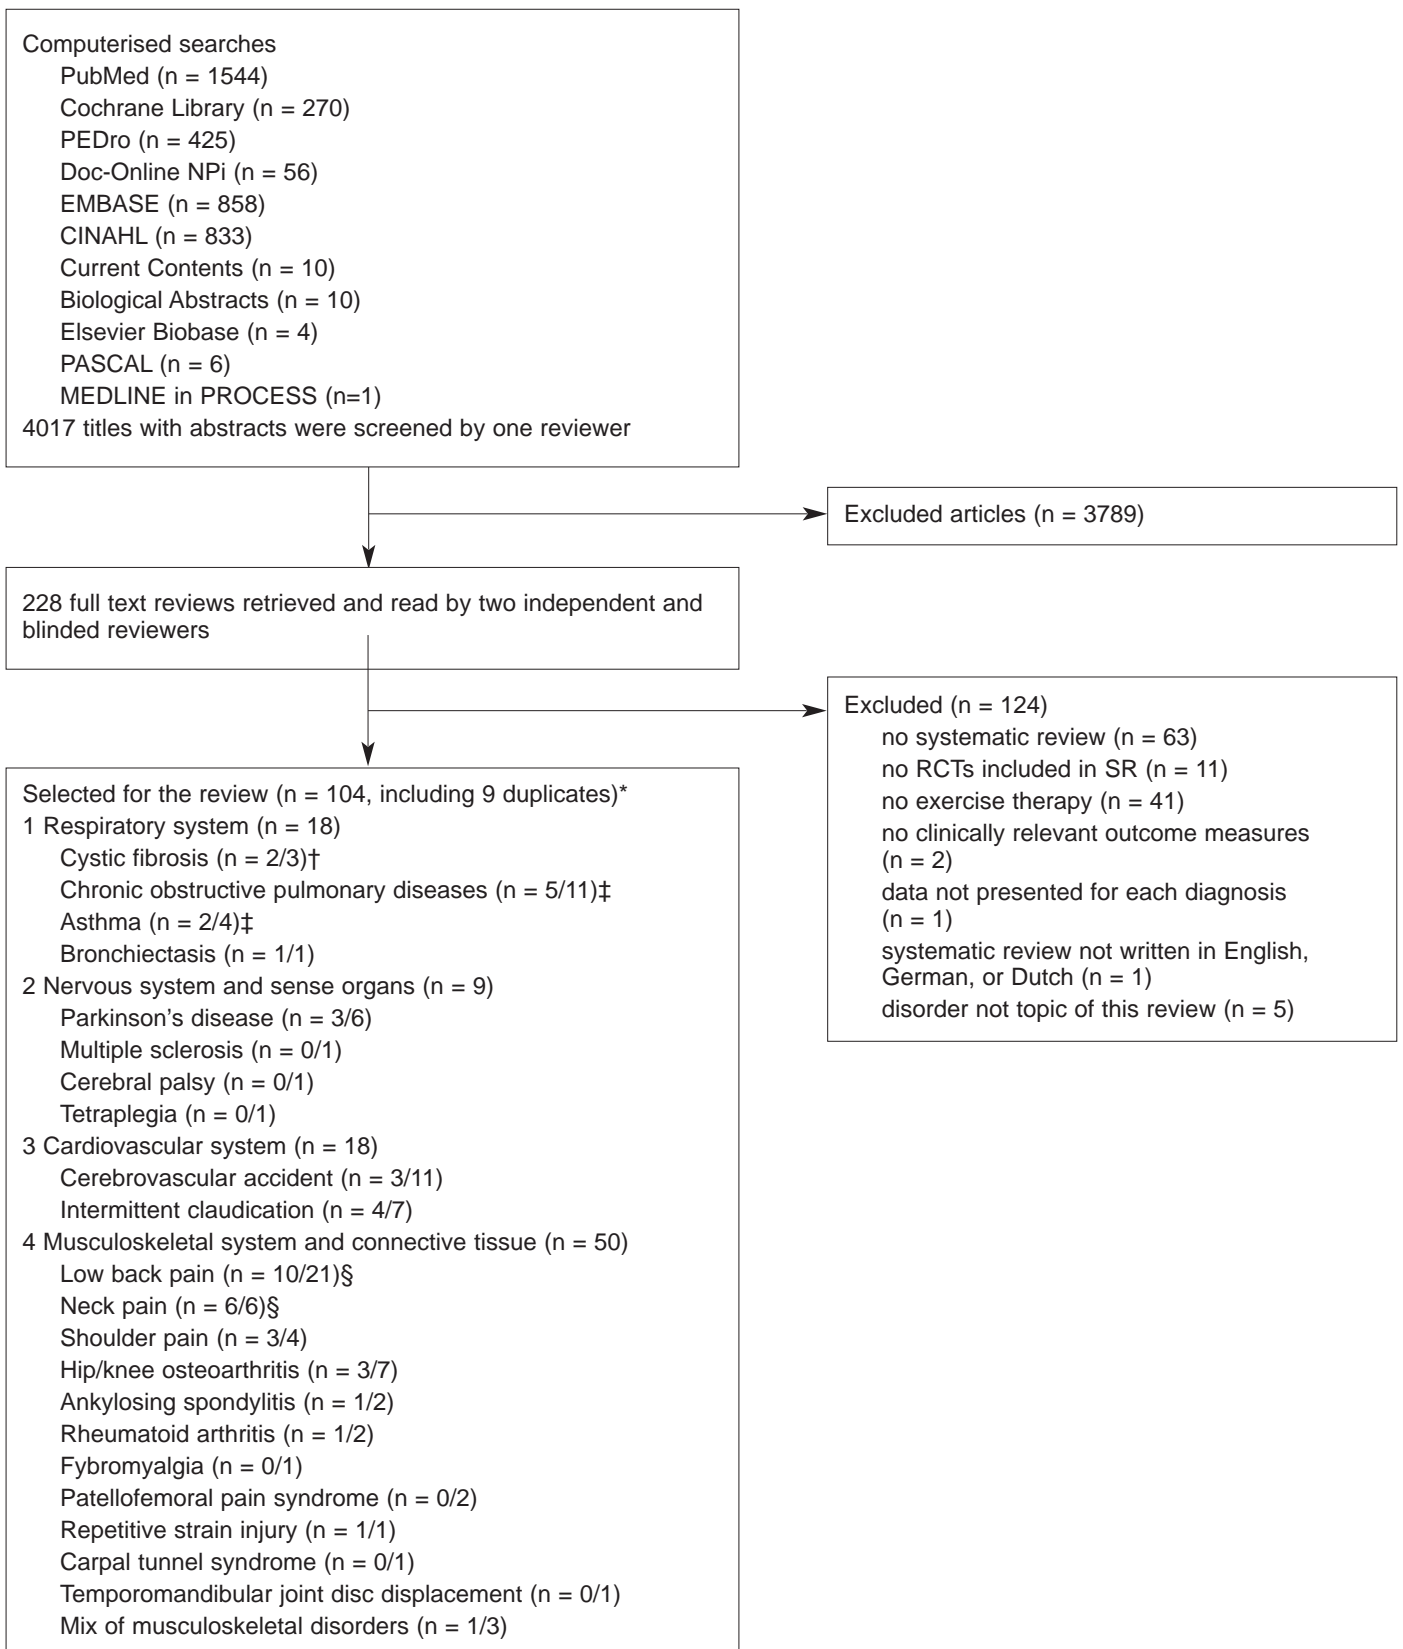 Computerised searches
PubMed (n = 1544)
Cochrane Library (n = 270)
PEDro (n = 425)
Doc-Online NPi (n = 56)
EMBASE (n = 858)
CINAHL (n = 833)
Current Contents (n = 10)
Biological Abstracts (n = 10)
Elsevier Biobase (n = 4)
PASCAL (n = 6)
MEDLINE in PROCESS (n=1)
4017 titles with abstracts were screened by one reviewer
Excluded articles (n = 3789)
228 full text reviews retrieved and read by two independent and
blinded reviewers
Excluded (n = 124)
no systematic review (n = 63)
no RCTs included in SR (n = 11)
no exercise therapy (n = 41)
no clinically relevant outcome measures
(n = 2)
data not presented for each diagnosis
(n = 1)
systematic review not written in English,
German, or Dutch (n = 1)
disorder not topic of this review (n = 5)
Selected for the review (n = 104, including 9 duplicates)*
1 Respiratory system (n = 18)
Cystic fibrosis (n = 2/3)†
Chronic obstructive pulmonary diseases (n = 5/11)‡
Asthma (n = 2/4)‡
Bronchiectasis (n = 1/1)
2 Nervous system and sense organs (n = 9)
Parkinson's disease (n = 3/6)
Multiple sclerosis (n = 0/1)
Cerebral palsy (n = 0/1)
Tetraplegia (n = 0/1)
3 Cardiovascular system (n = 18)
Cerebrovascular accident (n = 3/11)
Intermittent claudication (n = 4/7)
4 Musculoskeletal system and connective tissue (n = 50)
Low back pain (n = 10/21)§
Neck pain (n = 6/6)§
Shoulder pain (n = 3/4)
Hip/knee osteoarthritis (n = 3/7)
Ankylosing spondylitis (n = 1/2)
Rheumatoid arthritis (n = 1/2)
Fybromyalgia (n = 0/1)
Patellofemoral pain syndrome (n = 0/2)
Repetitive strain injury (n = 1/1)
Carpal tunnel syndrome (n = 0/1)
Temporomandibular joint disc displacement (n = 0/1)
Mix of musculoskeletal disorders (n = 1/3)